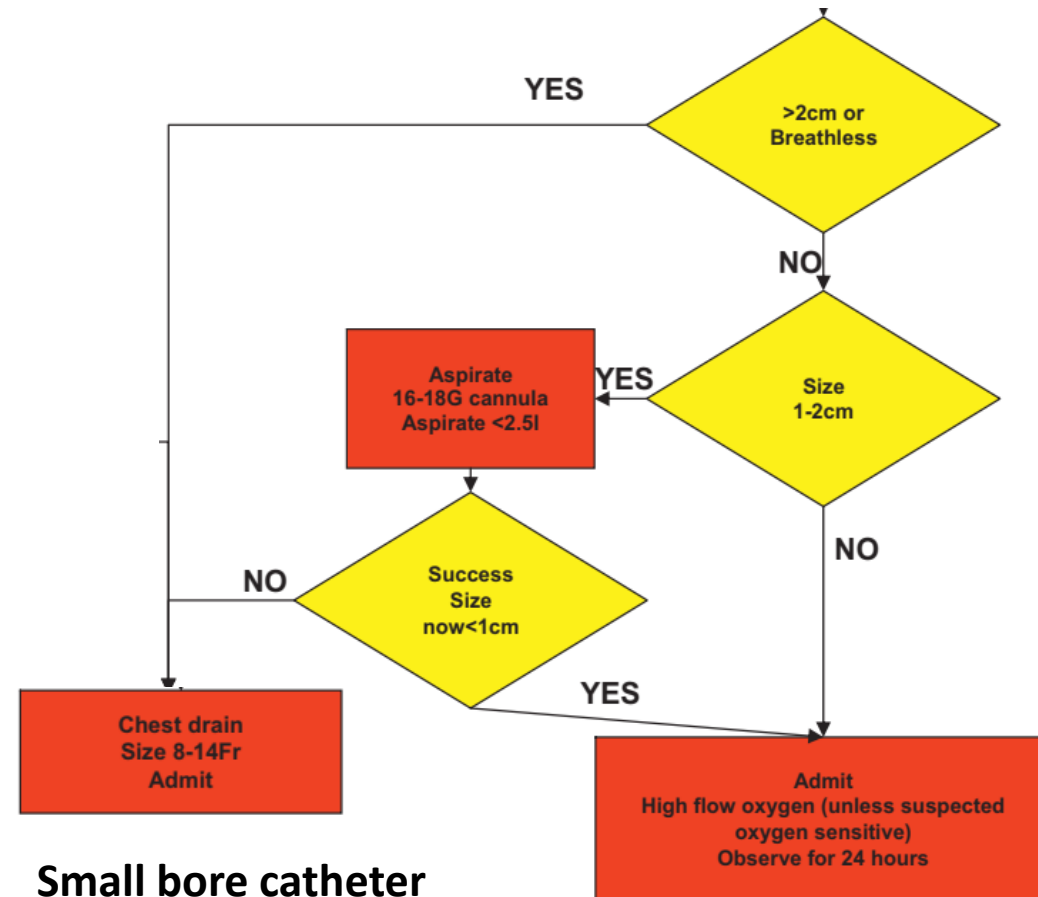 YES
>2cm or
Breathless
NO
Aspirate
16-18G cannula
Aspirate <2.5l
YES
Size
1-2cm
NO
Success
Size
now<1cm
NO
YES
Chest drain
Size 8-14Fr
Admit
Admit
High flow oxygen (unless suspected
oxygen sensitive)
Observe for 24 hours
Small bore catheter